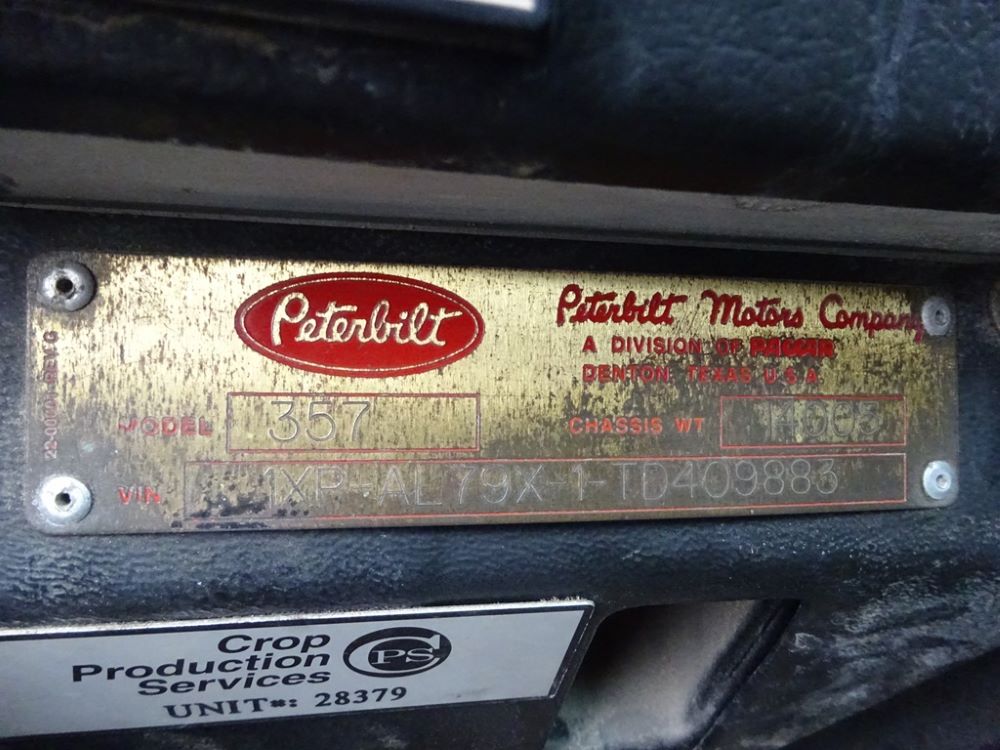 Peterbilt
Peterbilt Motors Company
A DIVISION OF PACCAR
DENTON, TEXAS U.S.A.
MODEL 357 CHASSIS WT 14005
VIN 1XP-AL79X-1-TD409883
Crop
Production
Services
CPS
UNIT#: 28379